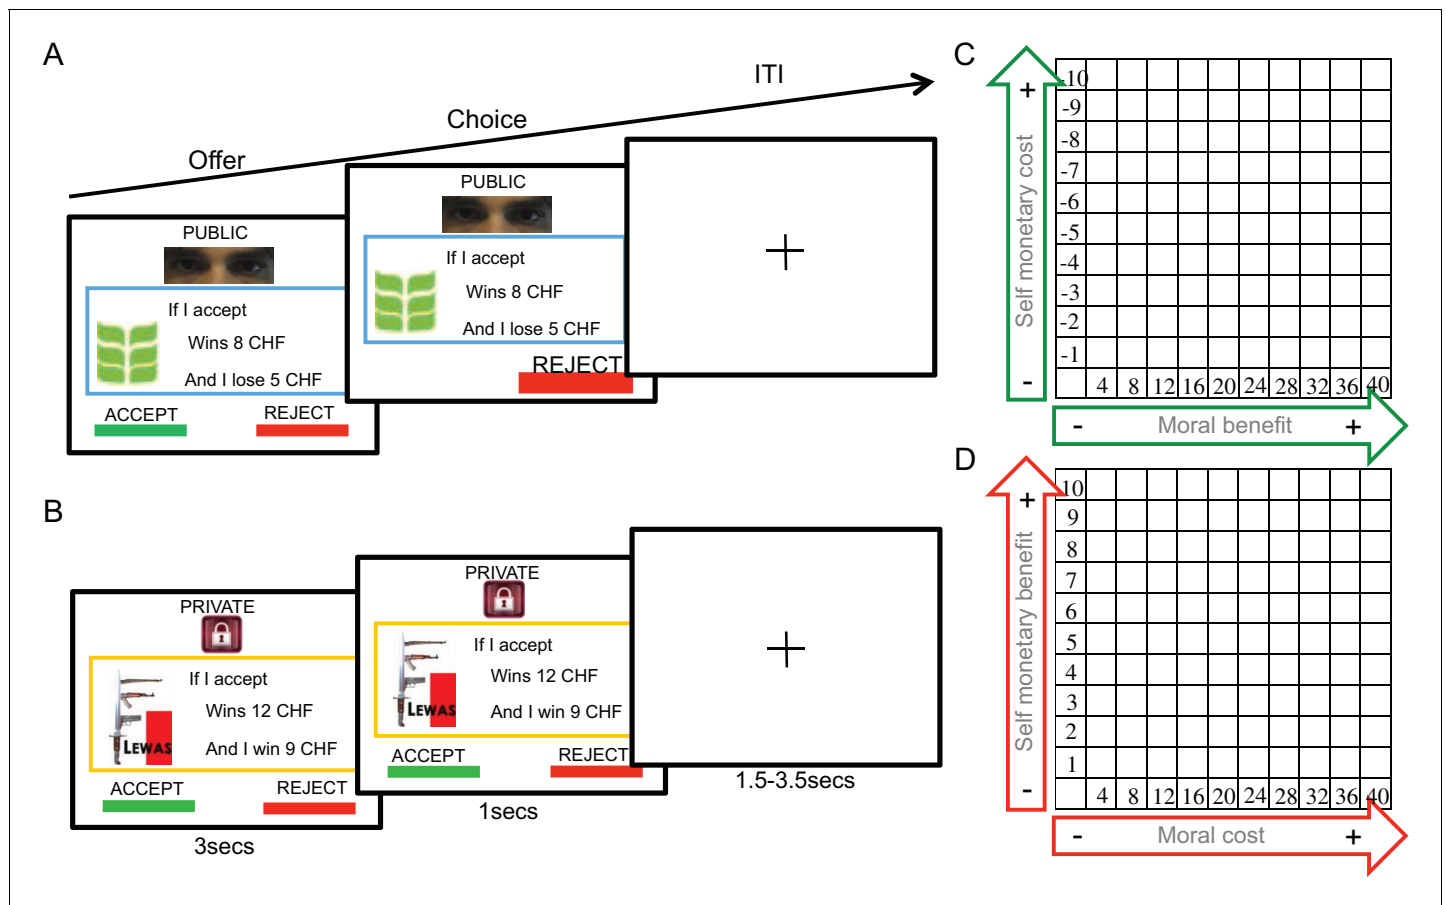 A
Offer
Choice
ITI
PUBLIC
If I accept
Wins 8 CHF
And I lose 5 CHF
ACCEPT
REJECT
PUBLIC
If I accept
Wins 8 CHF
And I lose 5 CHF
REJECT
B
PRIVATE
If I accept
Wins 12 CHF
And I win 9 CHF
LEWAS
ACCEPT
REJECT
3secs
PRIVATE
If I accept
Wins 12 CHF
And I win 9 CHF
LEWAS
ACCEPT
REJECT
1secs
1.5-3.5secs
C
+
Self monetary cost
-
-10
-9
-8
-7
-6
-5
-4
-3
-2
-1
4 8 12 16 20 24 28 32 36 40
- Moral benefit +
D
+
Self monetary benefit
-
10
9
8
7
6
5
4
3
2
1
4 8 12 16 20 24 28 32 36 40
- Moral cost +